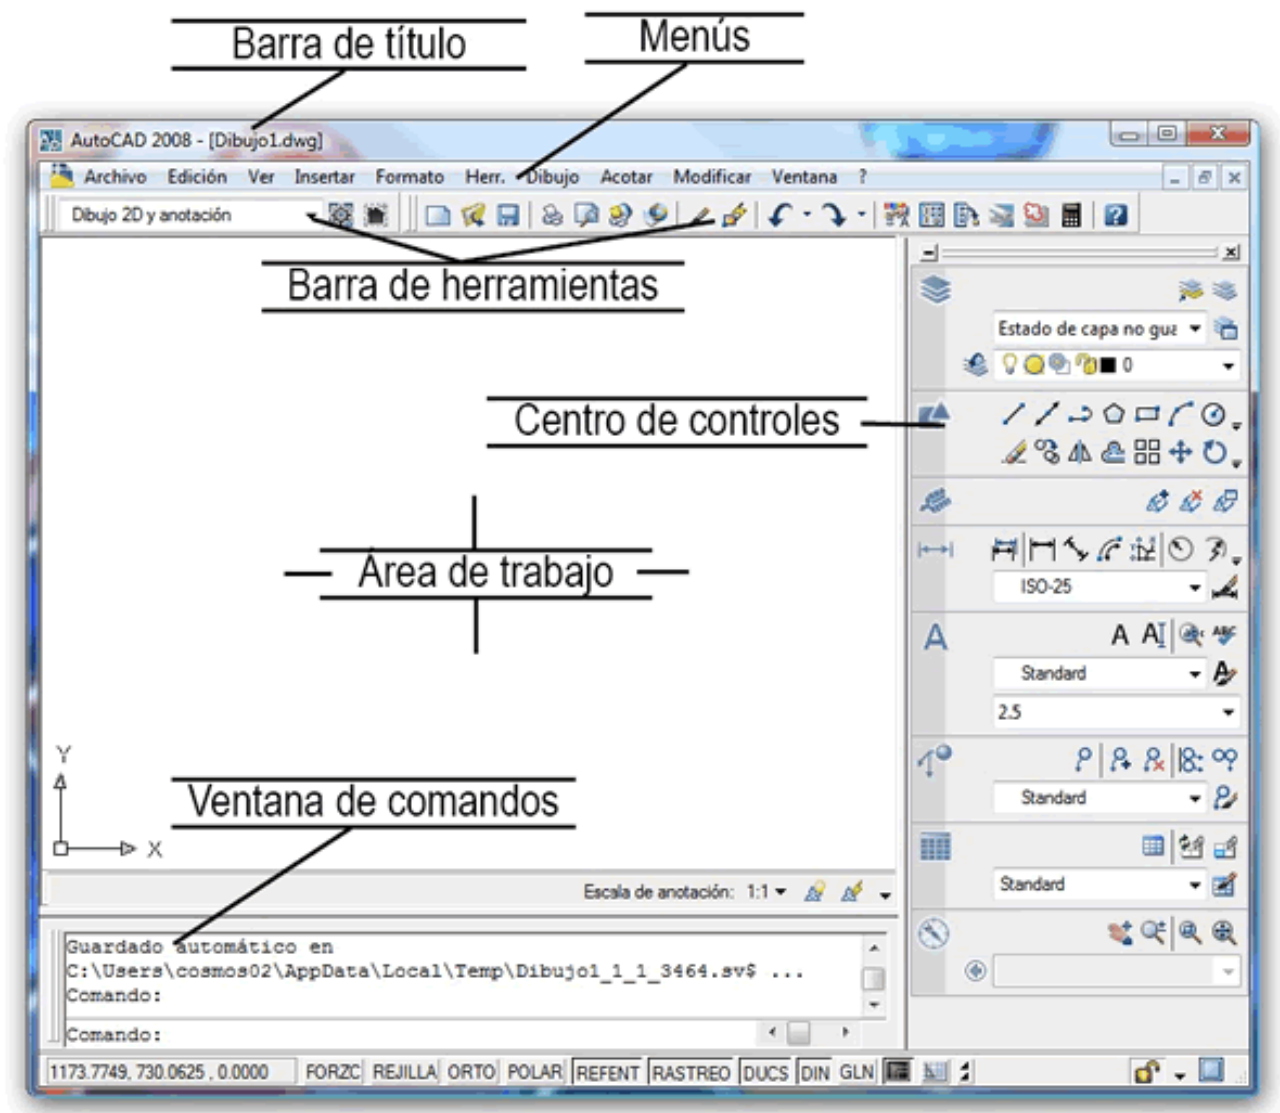 Barra de título
Menús
AutoCAD 2008 - [Dibujo1.dwg]
Archivo Edición Ver Insertar Formato Herr. Dibujo Acotar Modificar Ventana ?
Dibujo 2D y anotación
Barra de herramientas
Estado de capa no gua
0
Centro de controles
Área de trabajo
ISO-25
A AI ABC
Standard
2.5
Y
Ventana de comandos
Standard
X
Standard
Escala de anotación: 1:1
Guardado automático en
C:\Users\cosmos02\AppData\Local\Temp\Dibujo1_1_1_3464.sv$ ...
Comando:
Comando:
1173.7749, 730.0625 , 0.0000 FORZC REJILLA ORTO POLAR REFENT RASTREO DUCS DIN GLN